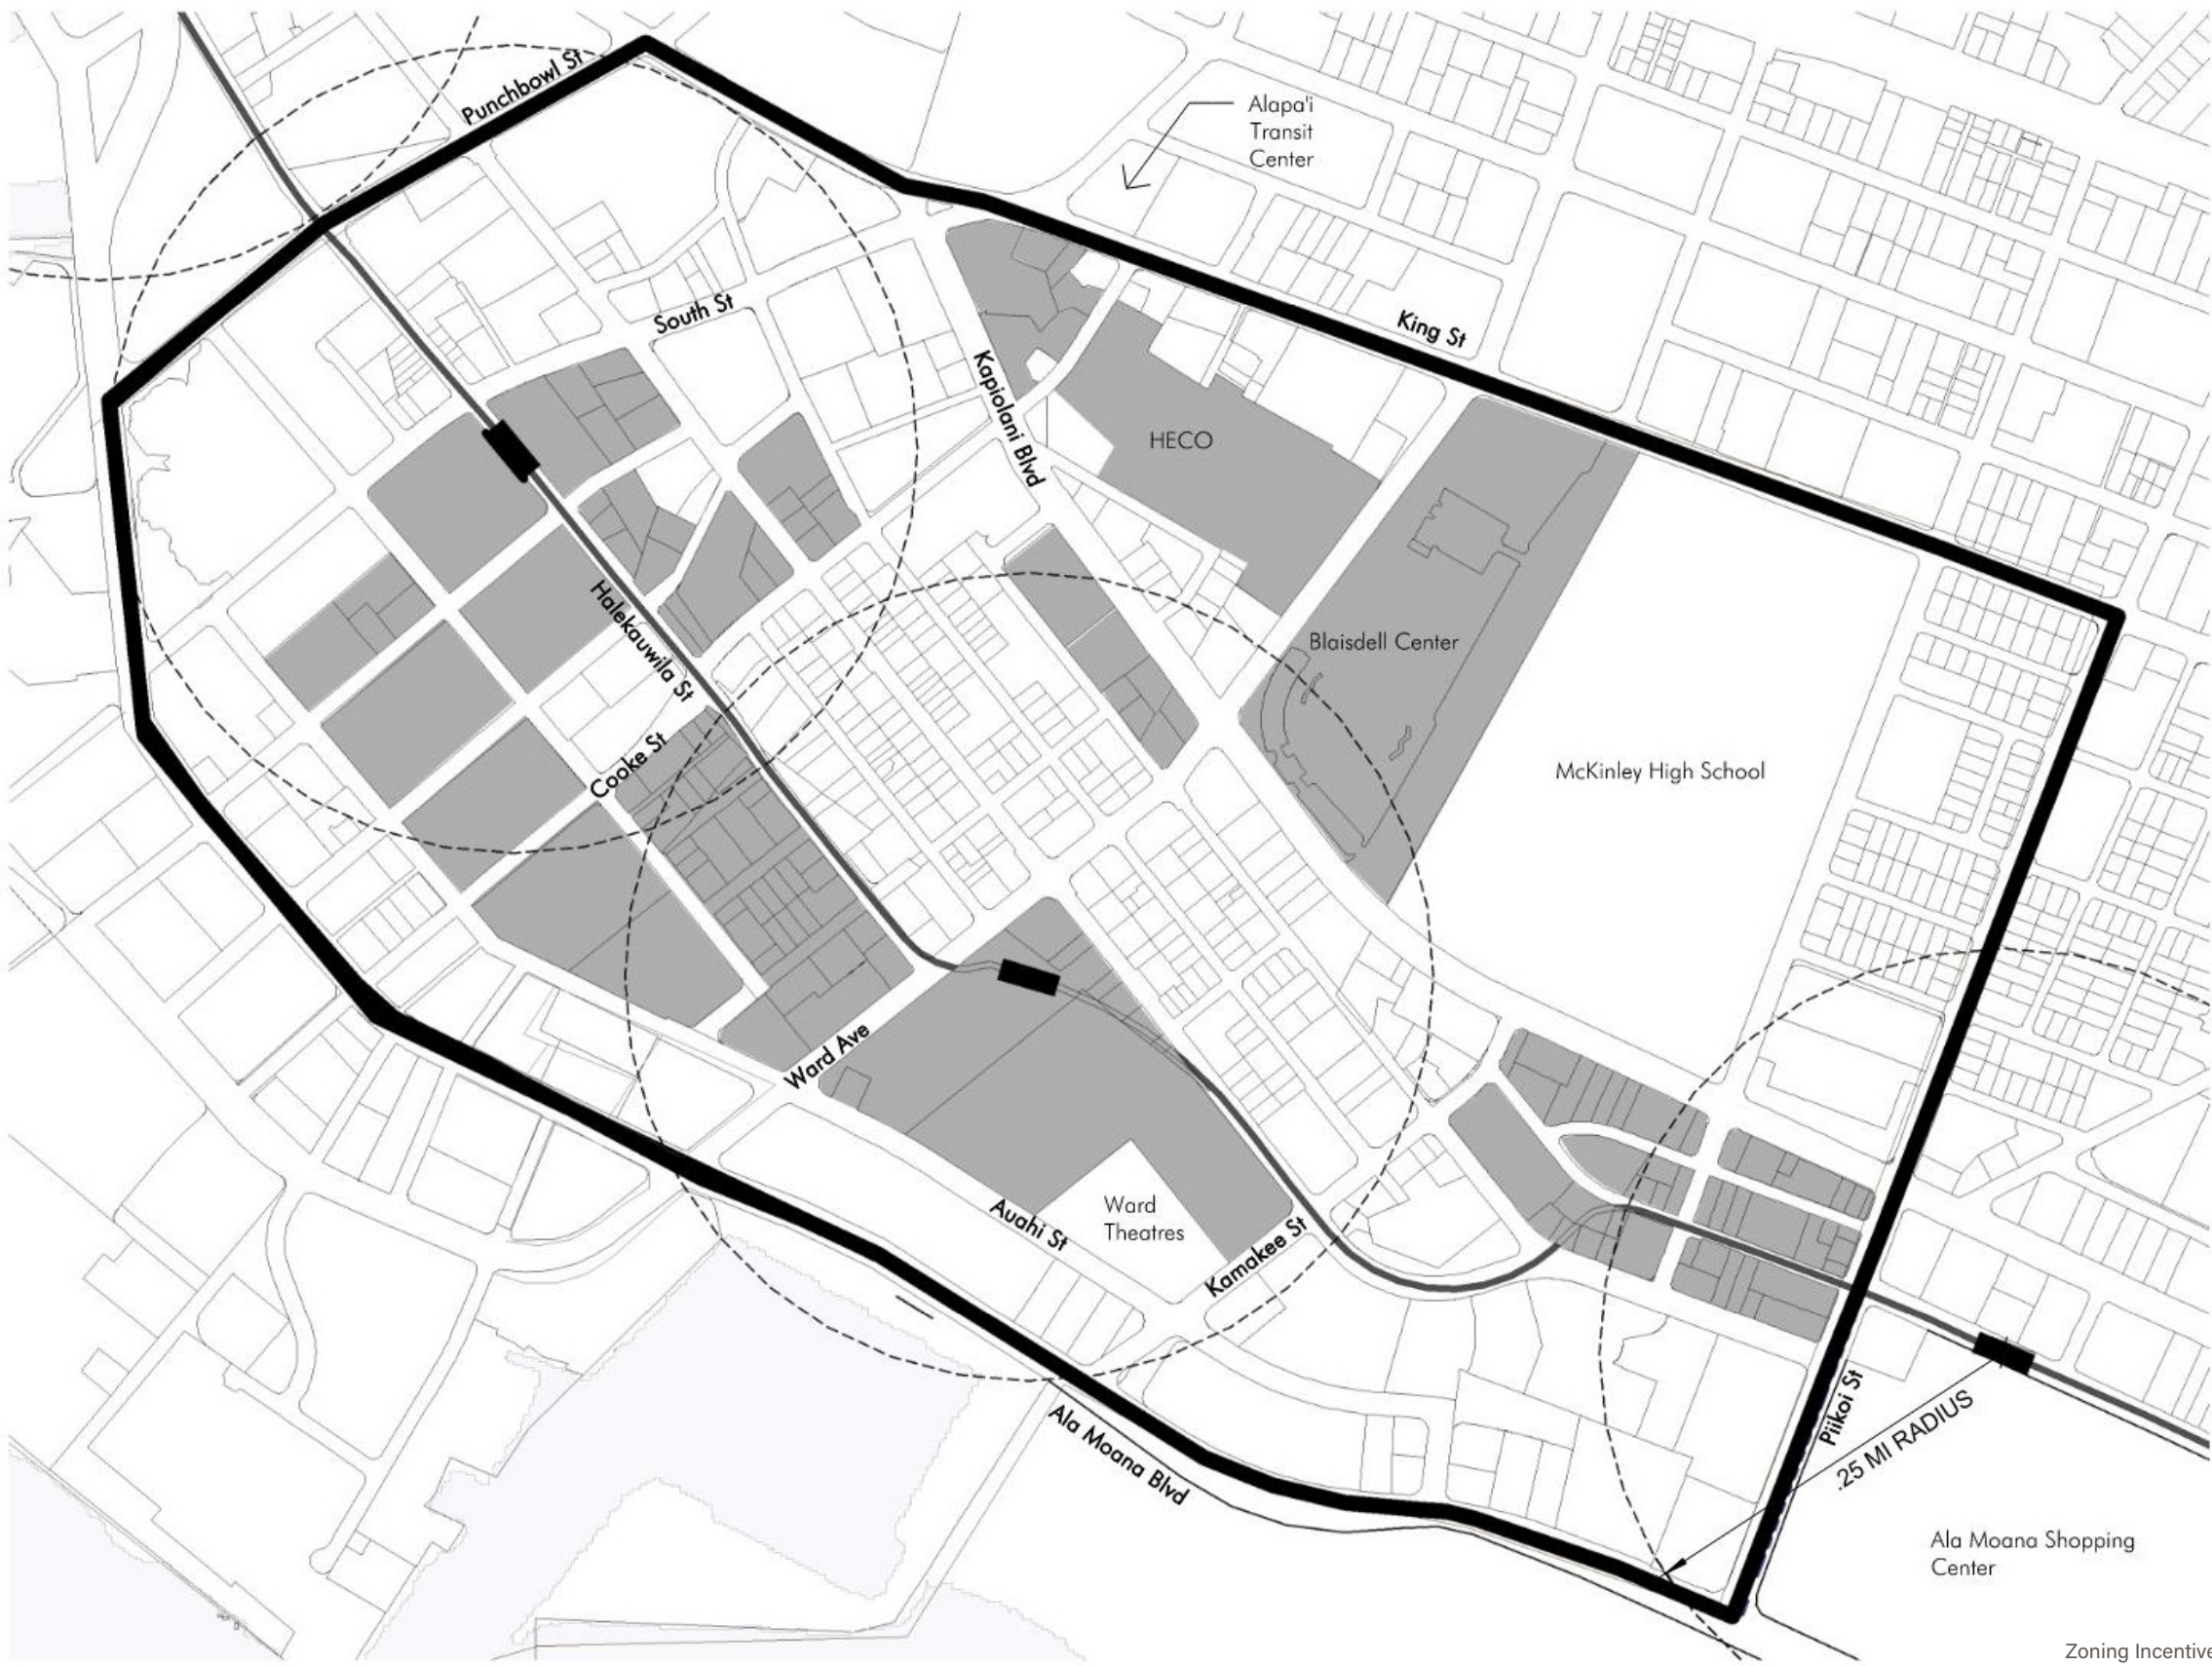 Punchbowl St
Alapa'i
Transit
Center
South St
King St
Kapiolani Blvd
HECO
Halekauwila St
Blaisdell Center
Cooke St
McKinley High School
Ward Ave
Auahi St
Ward
Theatres
Kamakee St
Piikoi St
.25 MI RADIUS
Ala Moana Blvd
Ala Moana Shopping
Center
Zoning Incentive